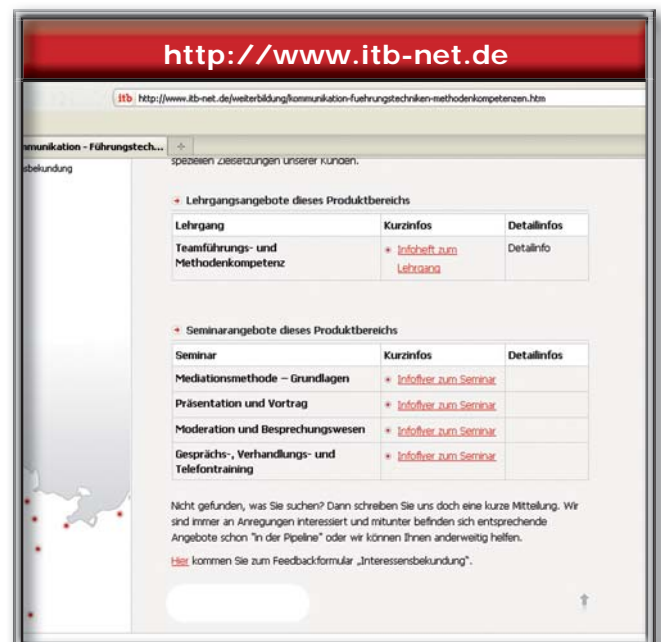 http://www.itb-net.de
itb http://www.itb-net.de/weiterbildung/kommunikation-fuehrungstechniken-methodenkompetenzen.htm
mmunikation - Führungstech...
sbekundung
speziellen Zielsetzungen unserer Kunden.
Lehrgangsangebote dieses Produktbereichs
Lehrgang Kurzinfos Detailinfos
Teamführungs- und Infoheft zum Detailinfo
Methodenkompetenz Lehrgang
Seminarangebote dieses Produktbereichs
Seminar Kurzinfos Detailinfos
Mediationsmethode – Grundlagen Infoflyer zum Seminar
Präsentation und Vortrag Infoflyer zum Seminar
Moderation und Besprechungswesen Infoflyer zum Seminar
Gesprächs-, Verhandlungs- und Infoflyer zum Seminar
Telefontraining
Nicht gefunden, was Sie suchen? Dann schreiben Sie uns doch eine kurze Mitteilung. Wir
sind immer an Anregungen interessiert und mitunter befinden sich entsprechende
Angebote schon "in der Pipeline" oder wir können Ihnen anderweitig helfen.
Hier kommen Sie zum Feedbackformular „Interessensbekundung".